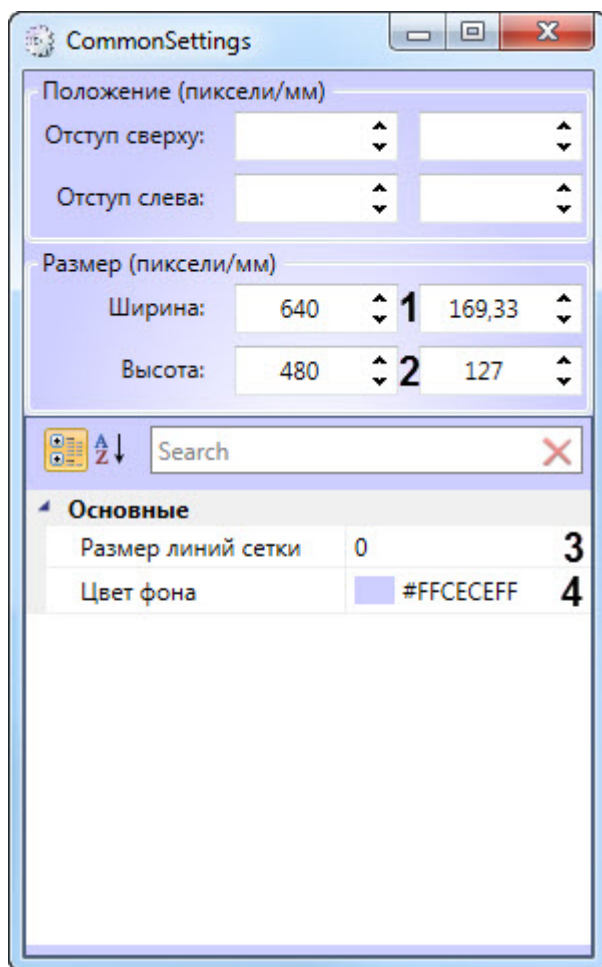 CommonSettings
Положение (пиксели/мм)
Отступ сверху:
Отступ слева:
Размер (пиксели/мм)
Ширина: 640 1 169,33
Высота: 480 2 127
Search
Основные
Размер линий сетки 0 3
Цвет фона #FFCECEFF 4